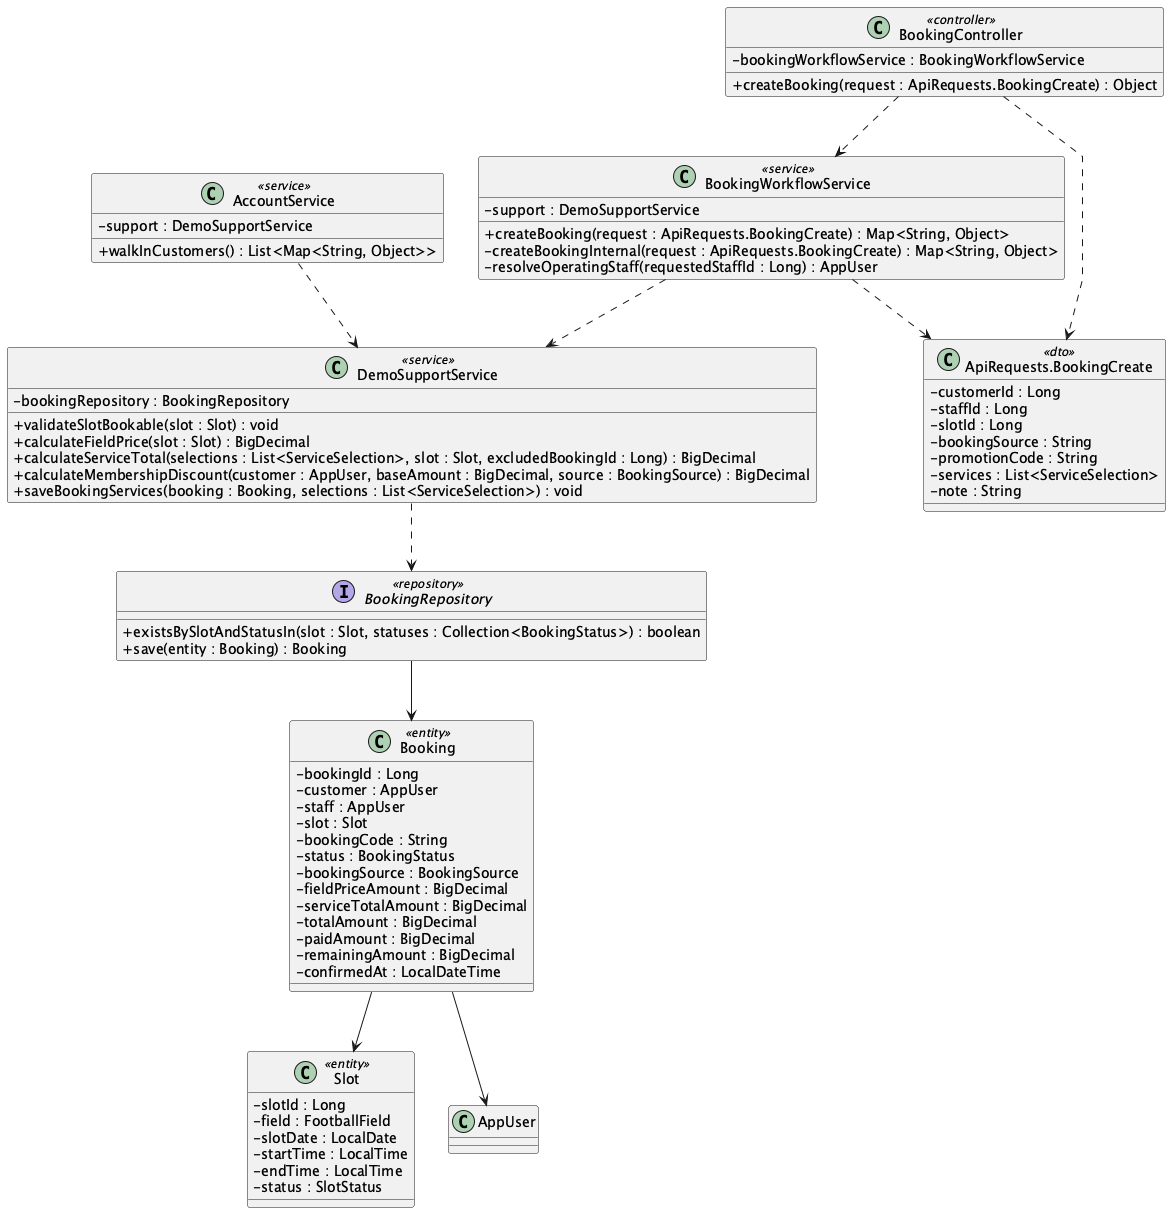 «controller»
C BookingController
-bookingWorkflowService : BookingWorkflowService
+createBooking(request : ApiRequests.BookingCreate) : Object
«service»
C AccountService
-support : DemoSupportService
+walkInCustomers() : List<Map<String, Object>>
«service»
C BookingWorkflowService
-support : DemoSupportService
+createBooking(request : ApiRequests.BookingCreate) : Map<String, Object>
-createBookingInternal(request : ApiRequests.BookingCreate) : Map<String, Object>
-resolveOperatingStaff(requestedStaffId : Long) : AppUser
«service»
C DemoSupportService
-bookingRepository : BookingRepository
+validateSlotBookable(slot : Slot) : void
+calculateFieldPrice(slot : Slot) : BigDecimal
+calculateServiceTotal(selections : List<ServiceSelection>, slot : Slot, excludedBookingId : Long) : BigDecimal
+calculateMembershipDiscount(customer : AppUser, baseAmount : BigDecimal, source : BookingSource) : BigDecimal
+saveBookingServices(booking : Booking, selections : List<ServiceSelection>) : void
«dto»
C ApiRequests.BookingCreate
-customerId : Long
-staffId : Long
-slotId : Long
-bookingSource : String
-promotionCode : String
-services : List<ServiceSelection>
-note : String
«repository»
I BookingRepository
+existsBySlotAndStatusIn(slot : Slot, statuses : Collection<BookingStatus>) : boolean
+save(entity : Booking) : Booking
«entity»
C Booking
-bookingId : Long
-customer : AppUser
-staff : AppUser
-slot : Slot
-bookingCode : String
-status : BookingStatus
-bookingSource : BookingSource
-fieldPriceAmount : BigDecimal
-serviceTotalAmount : BigDecimal
-totalAmount : BigDecimal
-paidAmount : BigDecimal
-remainingAmount : BigDecimal
-confirmedAt : LocalDateTime
«entity»
C Slot
-slotId : Long
-field : FootballField
-slotDate : LocalDate
-startTime : LocalTime
-endTime : LocalTime
-status : SlotStatus
C AppUser